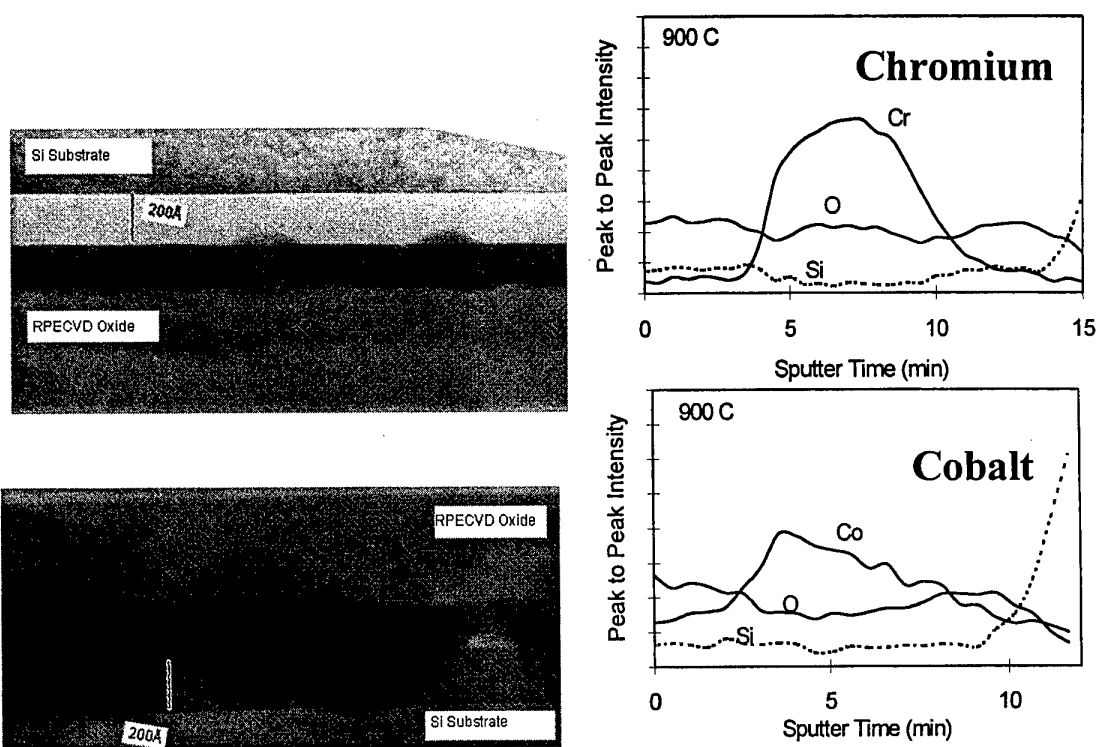 Si Substrate
200Å
RPECVD Oxide
900 C
Chromium
Cr
O
Si
Peak to Peak Intensity
0
5
10
15
Sputter Time (min)
RPECVD Oxide
200Å
Si Substrate
900 C
Cobalt
Co
O
Si
Peak to Peak Intensity
0
5
10
Sputter Time (min)